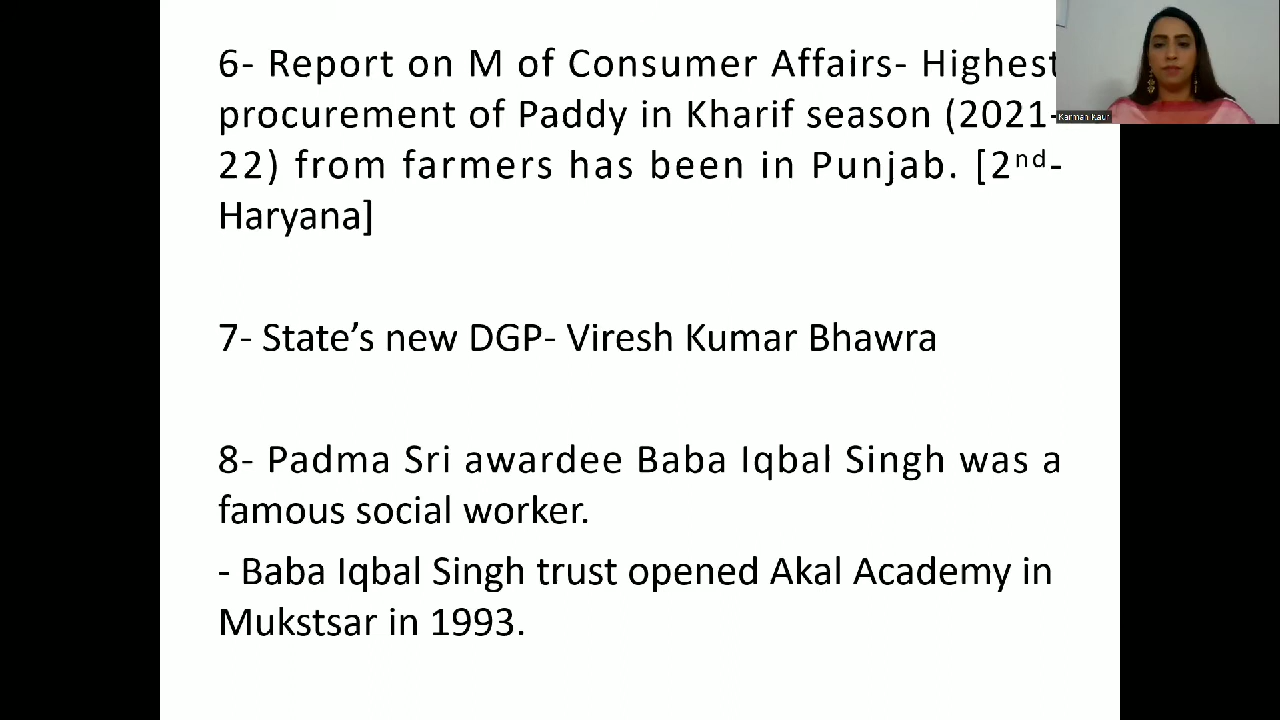 6- Report on M of Consumer Affairs- Highest
procurement of Paddy in Kharif season (2021-
22) from farmers has been in Punjab. [2nd-
Haryana]
7- State's new DGP- Viresh Kumar Bhawra
8- Padma Sri awardee Baba Iqbal Singh was a
famous social worker.
- Baba Iqbal Singh trust opened Akal Academy in
Mukstsar in 1993.
Karman Kaur